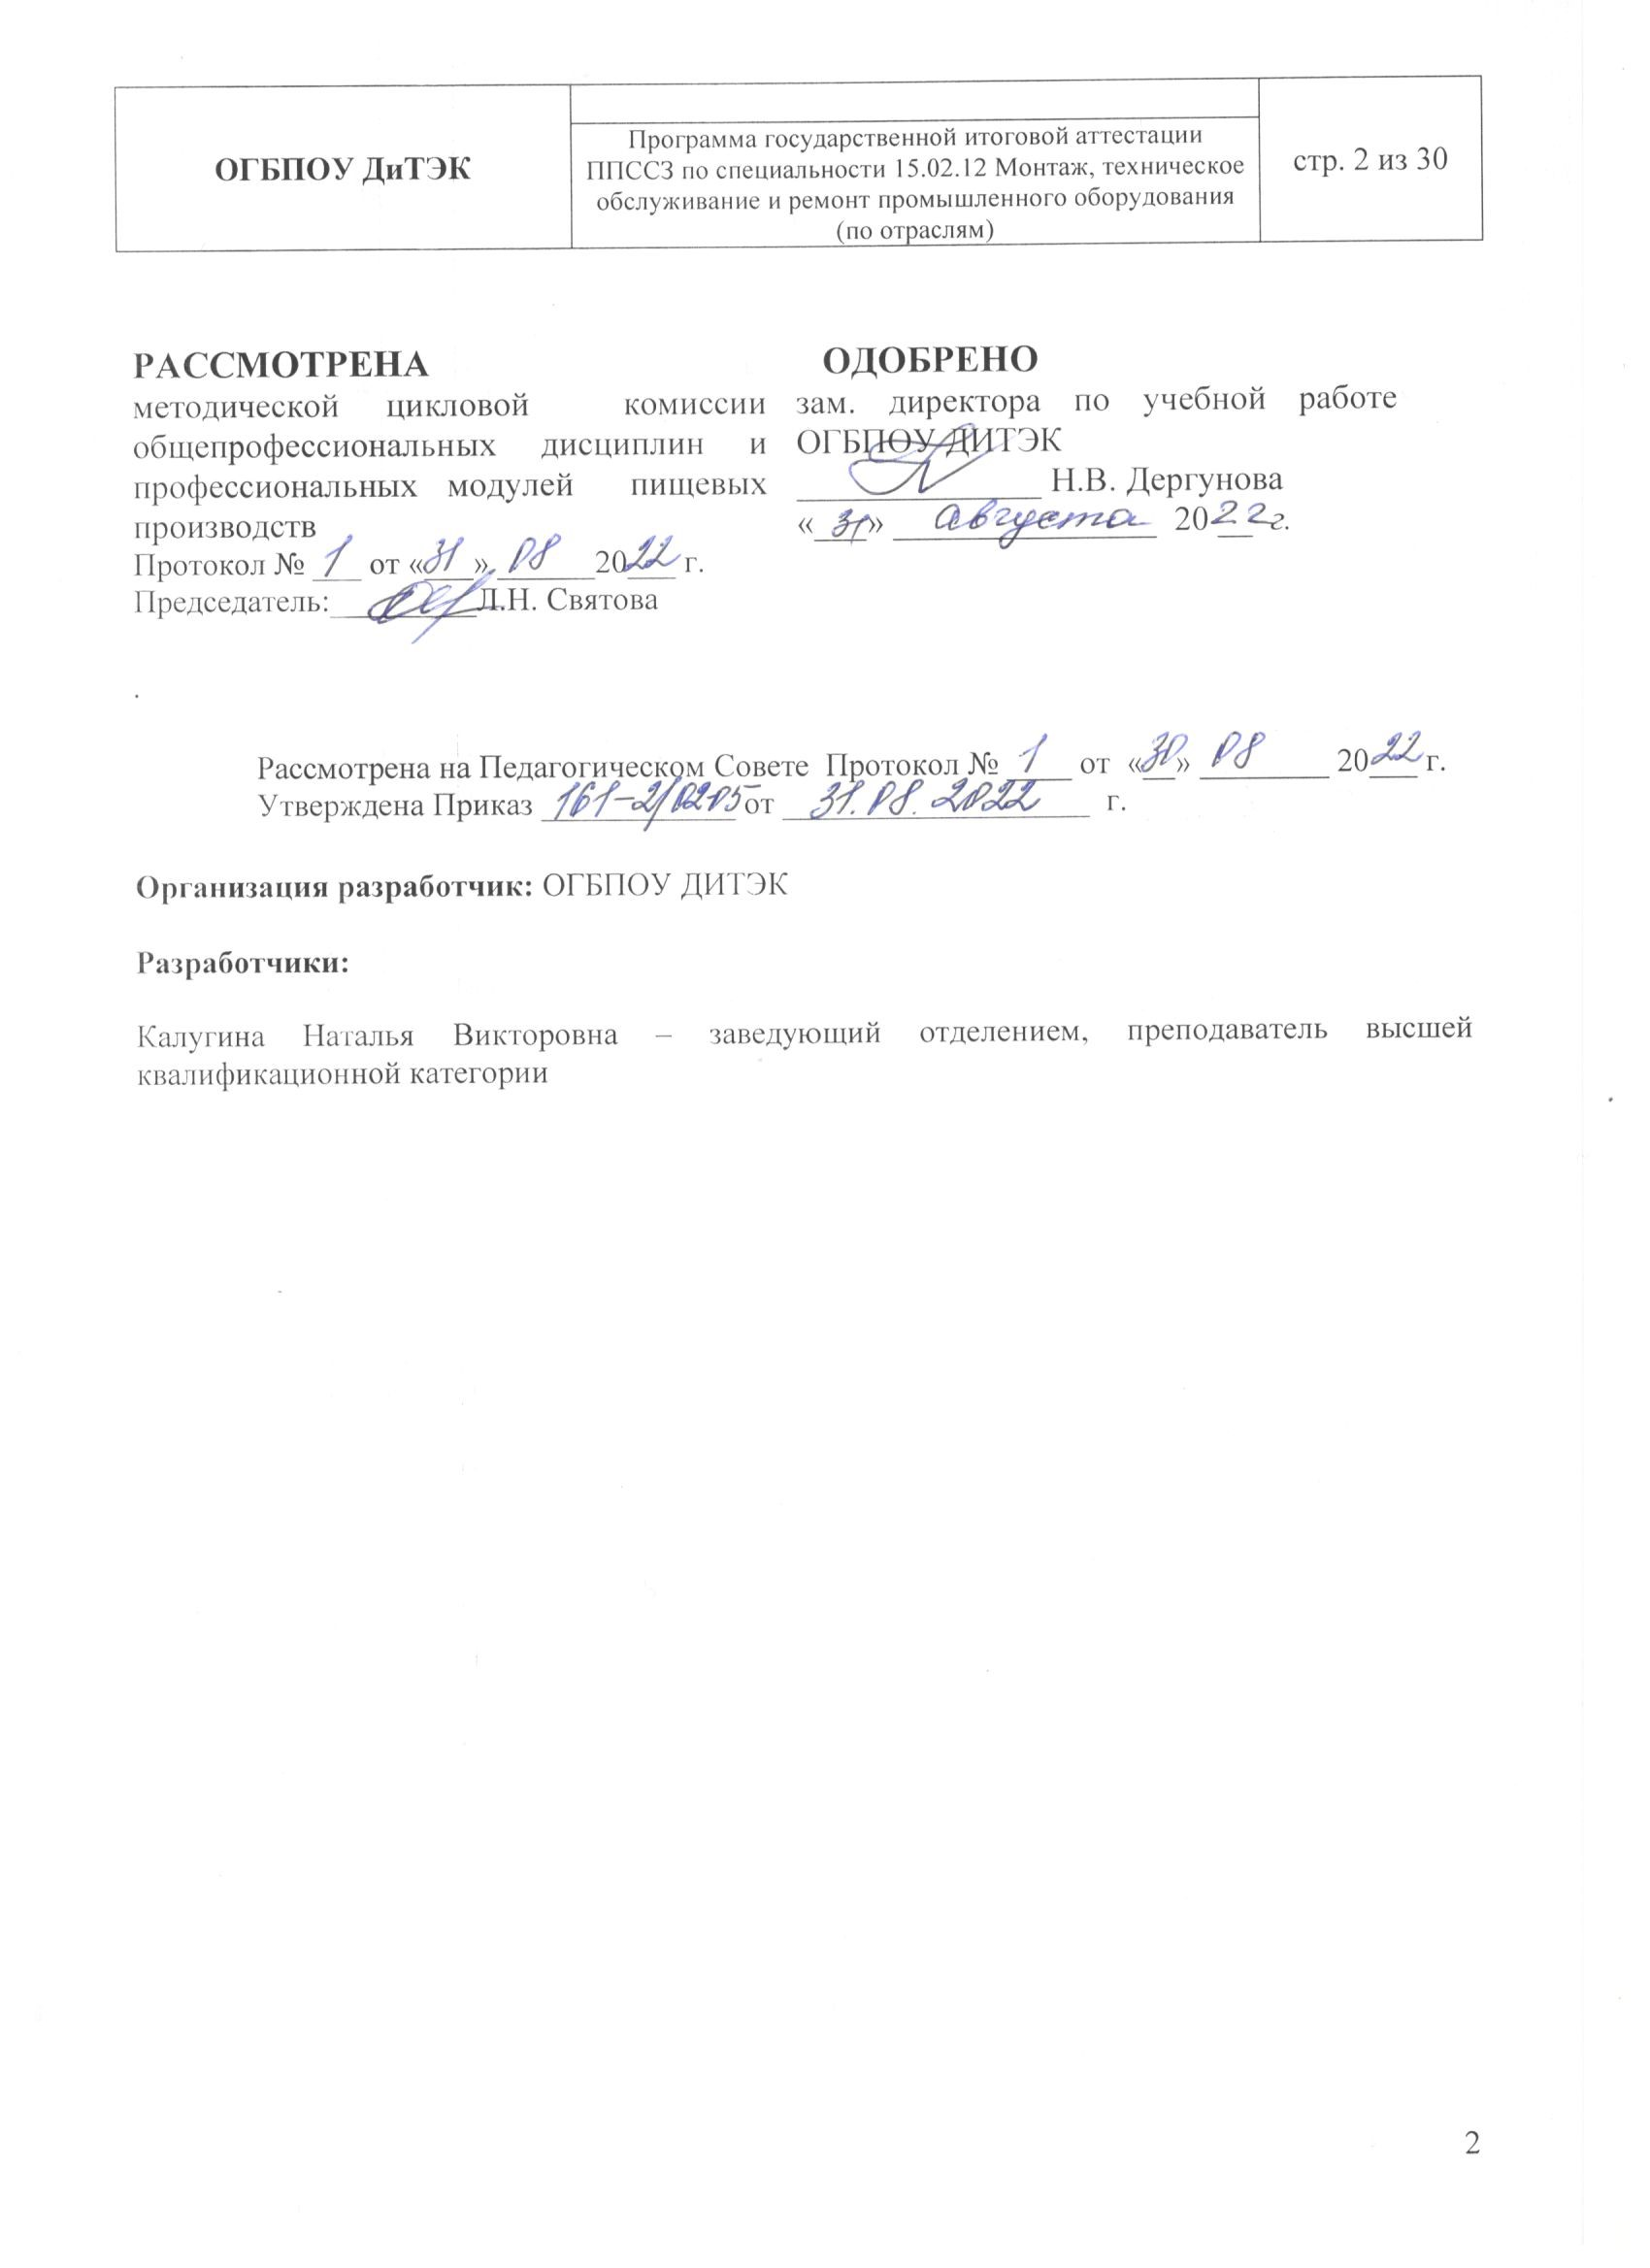 ОГБПОУ ДиТЭК
Программа государственной итоговой аттестации
ППССЗ по специальности 15.02.12 Монтаж, техническое
обслуживание и ремонт промышленного оборудования
(по отраслям)
стр. 2 из 30
РАССМОТРЕНА
методической цикловой комиссии
общепрофессиональных дисциплин и
профессиональных модулей пищевых
производств
Протокол № 1 от «31» 08 2022 г.
Председатель: Л.Н. Святова
ОДОБРЕНО
зам. директора по учебной работе
ОГБПОУ ДИТЭК
Н.В. Дергунова
«31» августа 2022 г.
.
Рассмотрена на Педагогическом Совете Протокол № 1 от «30» 08 2022 г.
Утверждена Приказ 161-2/0205 от 31.08.2022 г.
Организация разработчик: ОГБПОУ ДИТЭК
Разработчики:
Калугина Наталья Викторовна – заведующий отделением, преподаватель высшей
квалификационной категории
2